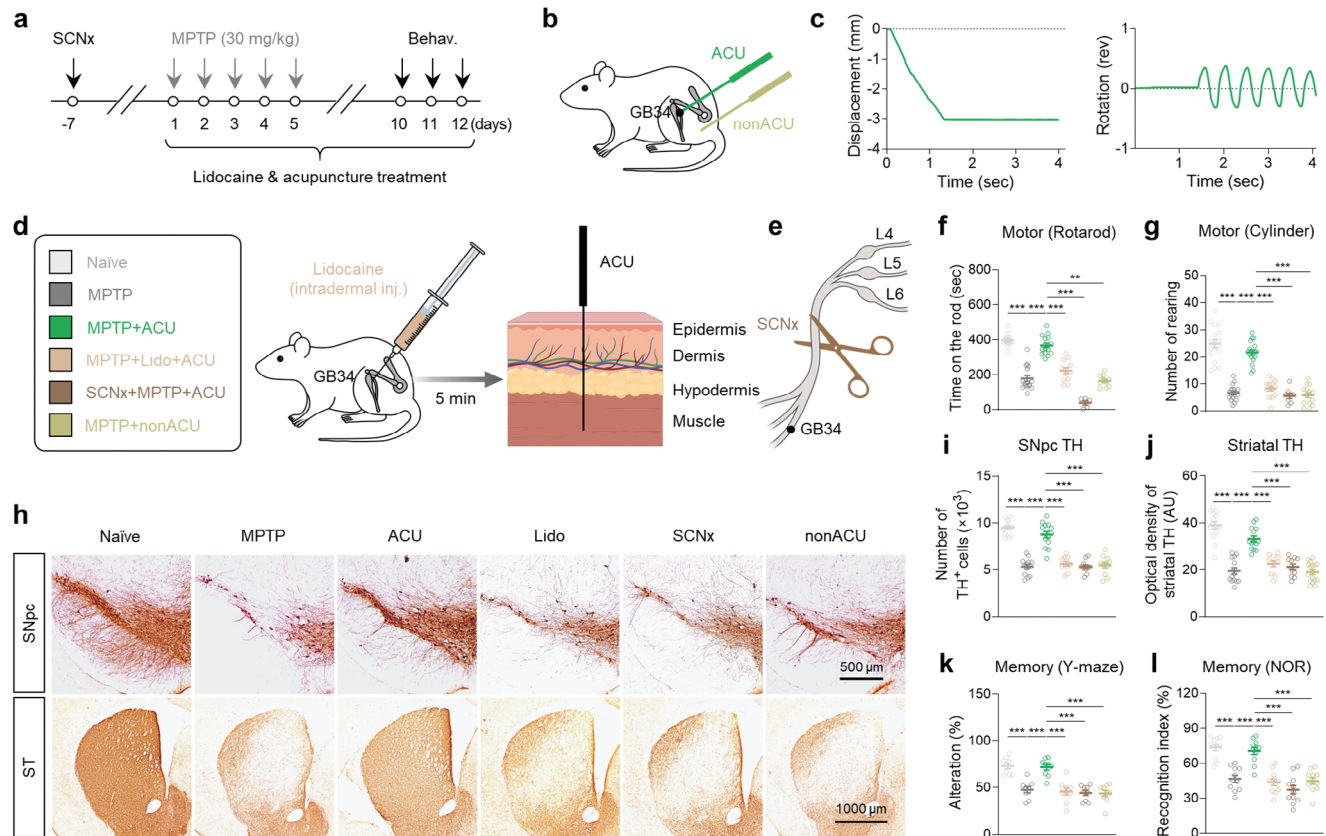 a
SCNx
MPTP (30 mg/kg)
Behav.
-7
1 2 3 4 5
10 11 12 (days)
Lidocaine & acupuncture treatment
b
ACU
GB34
nonACU
c
Displacement (mm)
0
-1
-2
-3
-4
0 1 2 3 4
Time (sec)
Rotation (rev)
1
0
-1
1 2 3 4
Time (sec)
d
Naïve
MPTP
MPTP+ACU
MPTP+Lido+ACU
SCNx+MPTP+ACU
MPTP+nonACU
Lidocaine
(intradermal inj.)
GB34
5 min
ACU
Epidermis
Dermis
Hypodermis
Muscle
e
L4
L5
L6
SCNx
GB34
f
Motor (Rotarod)
Time on the rod (sec)
800
600
400
200
0
**
***
*** *** ***
g
Motor (Cylinder)
Number of rearing
50
40
30
20
10
0
***
***
*** *** ***
h
Naïve MPTP ACU Lido SCNx nonACU
SNpc
500 µm
ST
1000 µm
i
SNpc TH
Number of
TH+ cells (×10³)
15
10
5
0
***
***
*** *** ***
j
Striatal TH
Optical density of
striatal TH (AU)
60
40
20
0
***
***
*** *** ***
k
Memory (Y-maze)
Alteration (%)
150
100
50
0
***
***
*** *** ***
l
Memory (NOR)
Recognition index (%)
120
90
60
30
0
***
***
*** *** ***